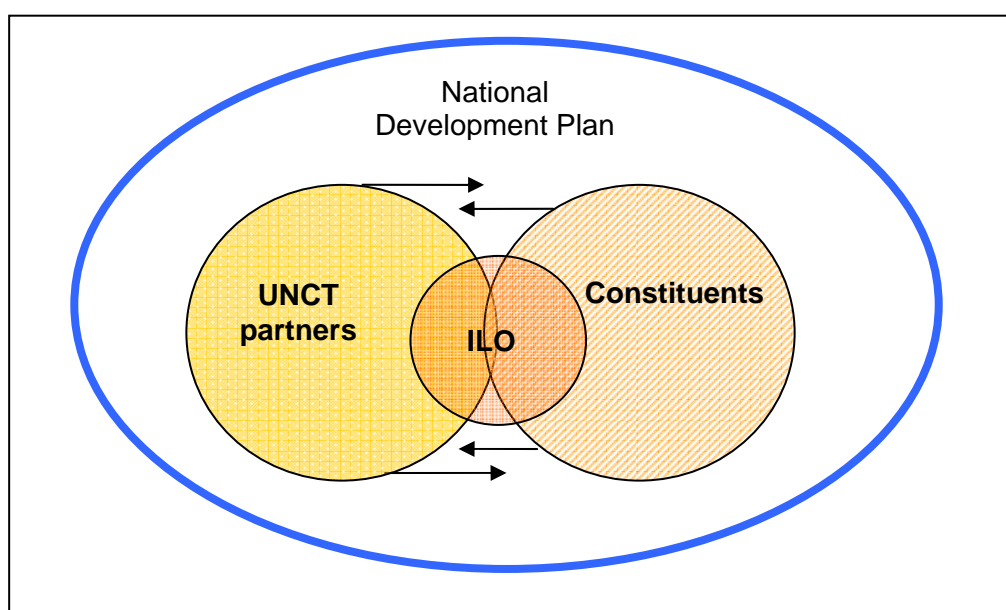 National
Development Plan
UNCT
partners
Constituents
ILO